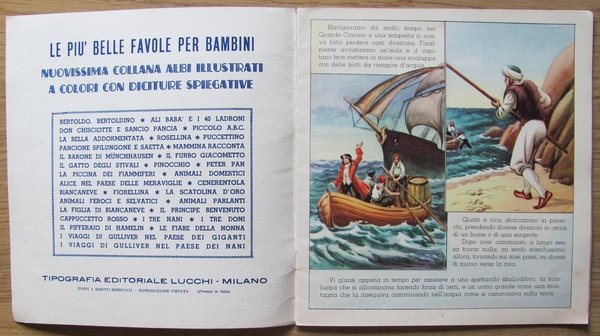 LE PIU' BELLE FAVOLE PER BAMBINI
NUOVISSIMA COLLANA ALBI ILLUSTRATI
A COLORI CON DICITURE SPIEGATIVE
BERTOLDO, BERTOLDINO ★ ALI BABA' E I 40 LADRONI
DON CHISCIOTTE E SANCIO PANCIA ★ PICCOLO A.B.C.
LA BELLA ADDORMENTATA ★ ROSELLINA ★ PUCCETTINO
PANCIONE SPILUNGONE E SAETTA ★ MAMMINA RACCONTA
IL BARONE DI MÜNCHHAUSEN ★ IL FURBO GIACOMETTO
IL GATTO DEGLI STIVALI ★ PINOCCHIO ★ PETER PAN
LA PICCINA DEI FIAMMIFERI ★ ANIMALI DOMESTICI
ALICE NEL PAESE DELLE MERAVIGLIE ★ CENERENTOLA
BIANCANEVE ★ FIORELLINA ★ LA SCATOLINA D'ORO
ANIMALI FEROCI E SELVATICI ★ ANIMALI PARLANTI
LA FIGLIA DI BIANCANEVE ★ IL PRINCIPE BENVENUTO
CAPPUCCETTO ROSSO ★ I TRE NANI ★ I TRE DONI
IL PIFFERAIO DI HAMELIN ★ LE FIABE DELLA NONNA
I VIAGGI DI GULLIVER NEL PAESE DEI GIGANTI
I VIAGGI DI GULLIVER NEL PAESE DEI NANI
TIPOGRAFIA EDITORIALE LUCCHI - MILANO
TUTTI I DIRITTI RISERVATI - RIPRODUZIONE VIETATA (Printed in Italy)
Navigavamo da molto tempo nel
Grande Oceano e una tempesta ci ave-
va fatto perdere ogni direzione. Final-
mente avvistammo un'isola e il capi-
tano fece mettere in mare una scialuppa
con delle botti da riempire d'acqua.
Giunti a riva, sbarcammo in parec-
chi, prendendo diverse direzioni in cerca
di un fiume o di una sorgente.
Dopo aver camminato a lungo sen-
za trovar nulla, mi sentii stanchissimo;
allora, tornando sui miei passi, mi diressi
di nuovo verso la riva.
Vi giunsi appena in tempo per assistere a uno spettacolo sbalorditivo; la scia-
luppa che si allontanava facendo forza di remi, e un uomo grande come una mon-
tagna che la inseguiva camminando nell'acqua come si camminava sulla terra.